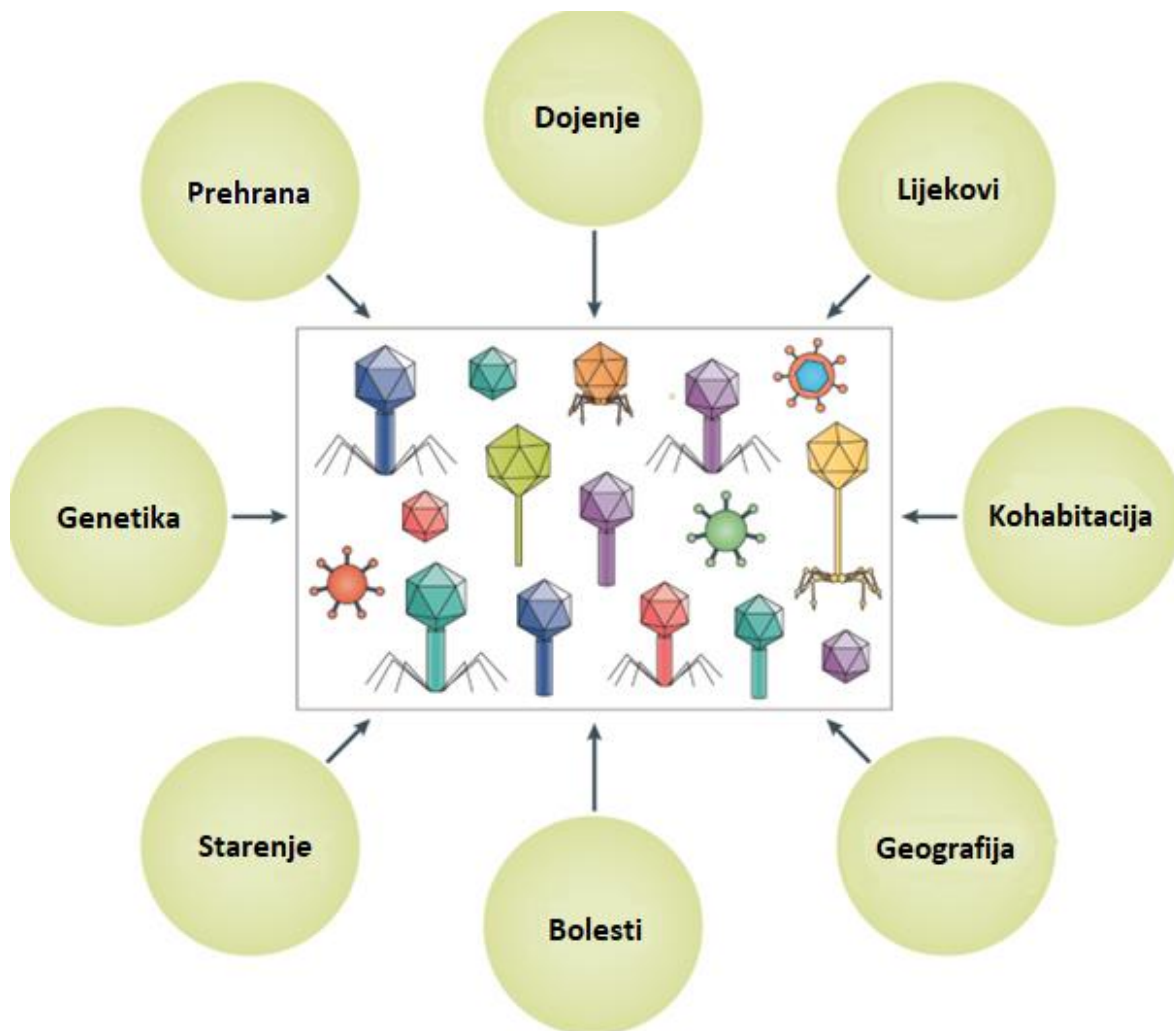 Dojenje
Prehrana
Lijekovi
Genetika
Kohabitacija
Starenje
Geografija
Bolesti